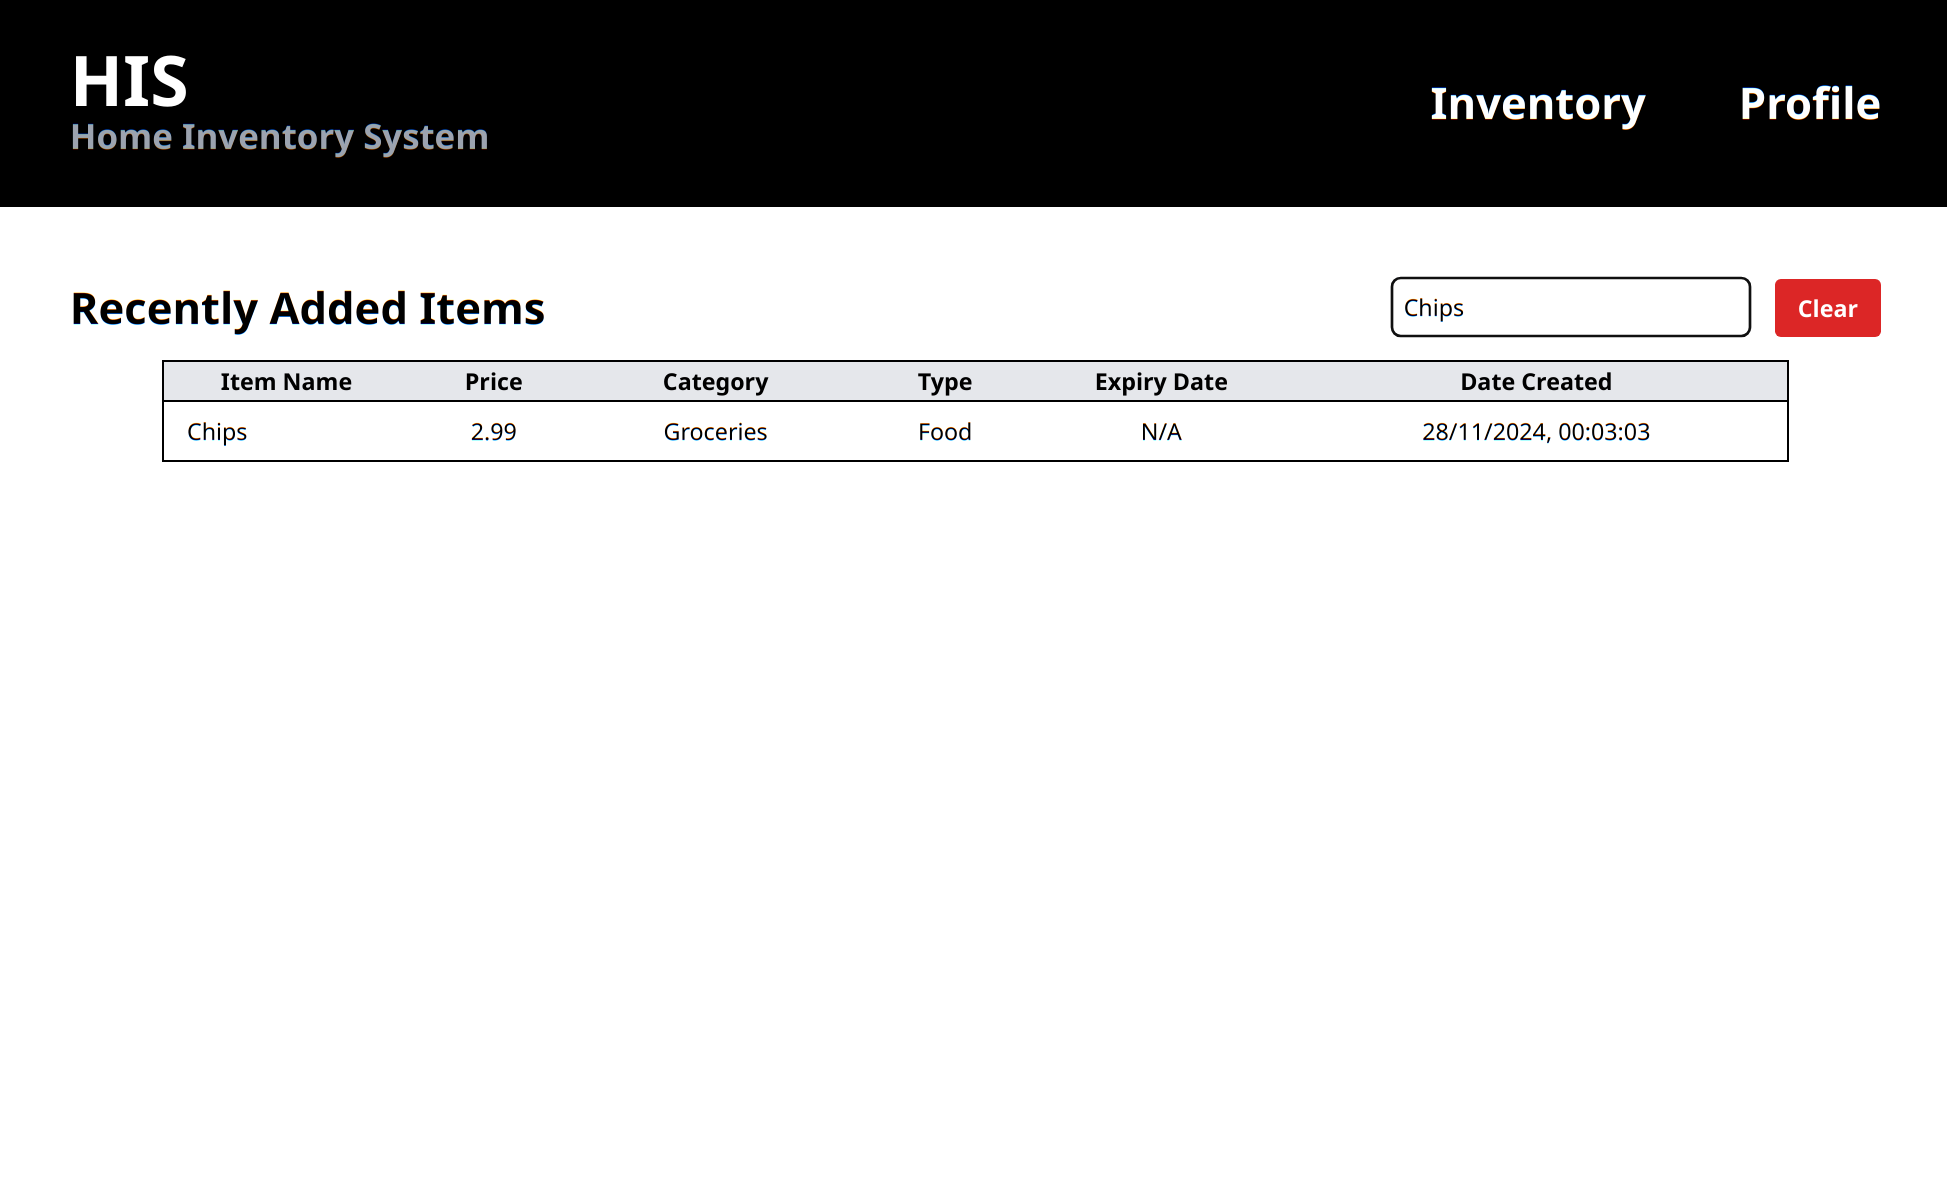 HIS
Home Inventory System
Inventory Profile
Recently Added Items
Chips
Clear
Item Name Price Category Type Expiry Date Date Created
Chips 2.99 Groceries Food N/A 28/11/2024, 00:03:03